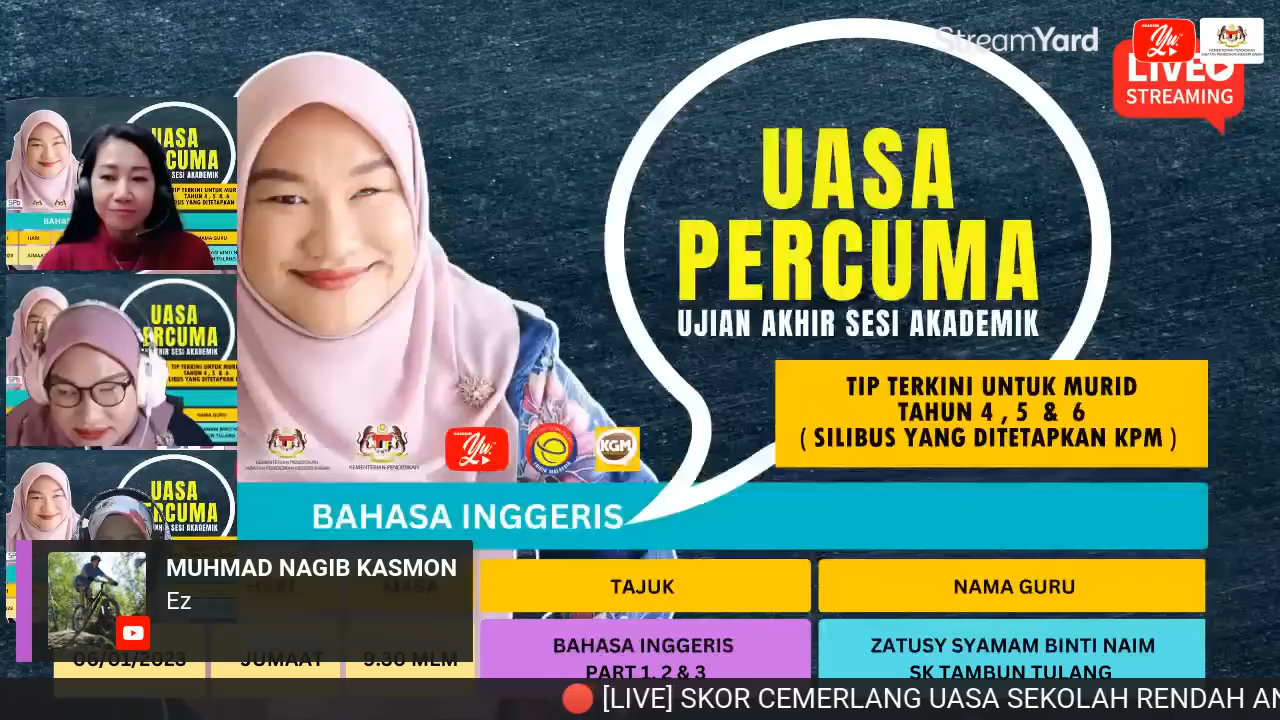 StreamYard
LIVE
STREAMING
UASA
PERCUMA
UJIAN AKHIR SESI AKADEMIK
TIP TERKINI UNTUK MURID
TAHUN 4 , 5 & 6
( SILIBUS YANG DITETAPKAN KPM )
KEMENTERIAN PENDIDIKAN
KGM
BAHASA INGGERIS
TAJUK
NAMA GURU
BAHASA INGGERIS
PART 1, 2 & 3
ZATUSY SYAMAM BINTI NAIM
SK TAMBUN TULANG
MUHMAD NAGIB KASMON
Ez
06/01/2023
JUMAAT
9.30 MLM
[LIVE] SKOR CEMERLANG UASA SEKOLAH RENDAH AN